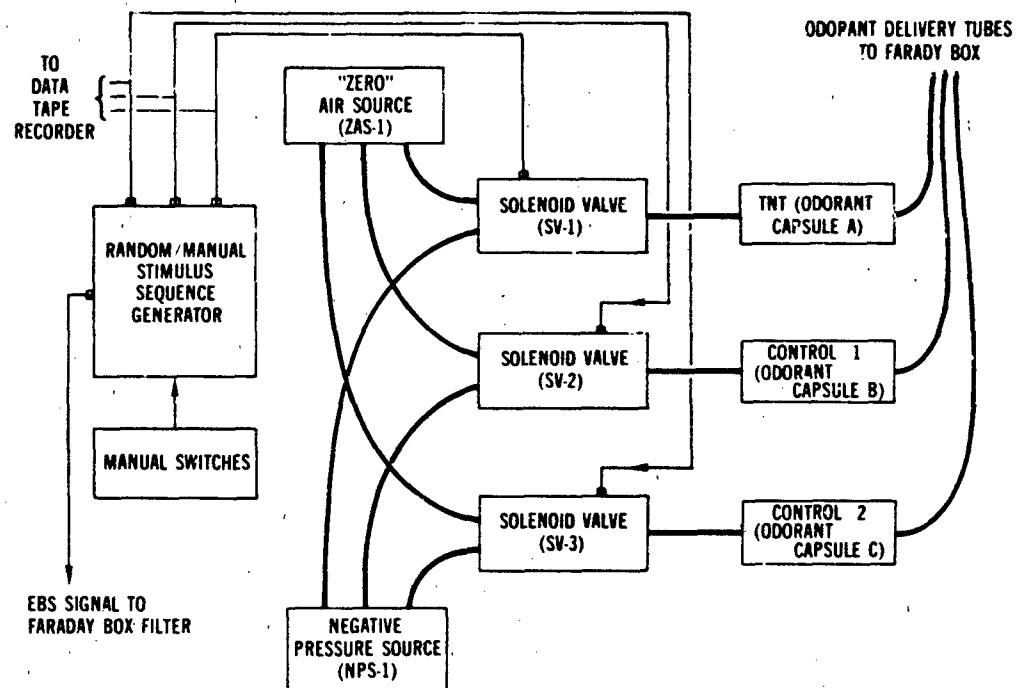 ODOPANT DELIVERY TUBES
TO FARADY BOX
TO
DATA
TAPE
RECORDER
"ZERO"
AIR SOURCE
(ZAS-1)
SOLENOID VALVE
(SV-1)
TNT (ODORANT
CAPSULE A)
RANDOM/MANUAL
STIMULUS
SEQUENCE
GENERATOR
SOLENOID VALVE
(SV-2)
CONTROL 1
(ODORANT
CAPSULE B)
MANUAL SWITCHES
SOLENOID VALVE
(SV-3)
CONTROL 2
(ODORANT
CAPSULE C)
EBS SIGNAL TO
FARADAY BOX FILTER
NEGATIVE
PRESSURE SOURCE
(NPS-1)